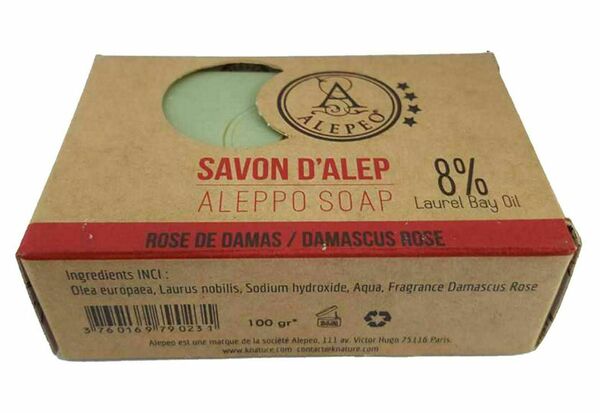 A
ALEPEO
SAVON D'ALEP
ALEPPO SOAP
8%
Laurel Bay Oil
ROSE DE DAMAS / DAMASCUS ROSE
Ingredients INCI :
Olea europaea, Laurus nobilis, Sodium hydroxide, Aqua, Fragrance Damascus Rose
3 760169 790231
100 gr*
Alepeo est une marque de la société Alepeo, 111 av. Victor Hugo 75116 Paris.
www.knature.com contact@knature.com